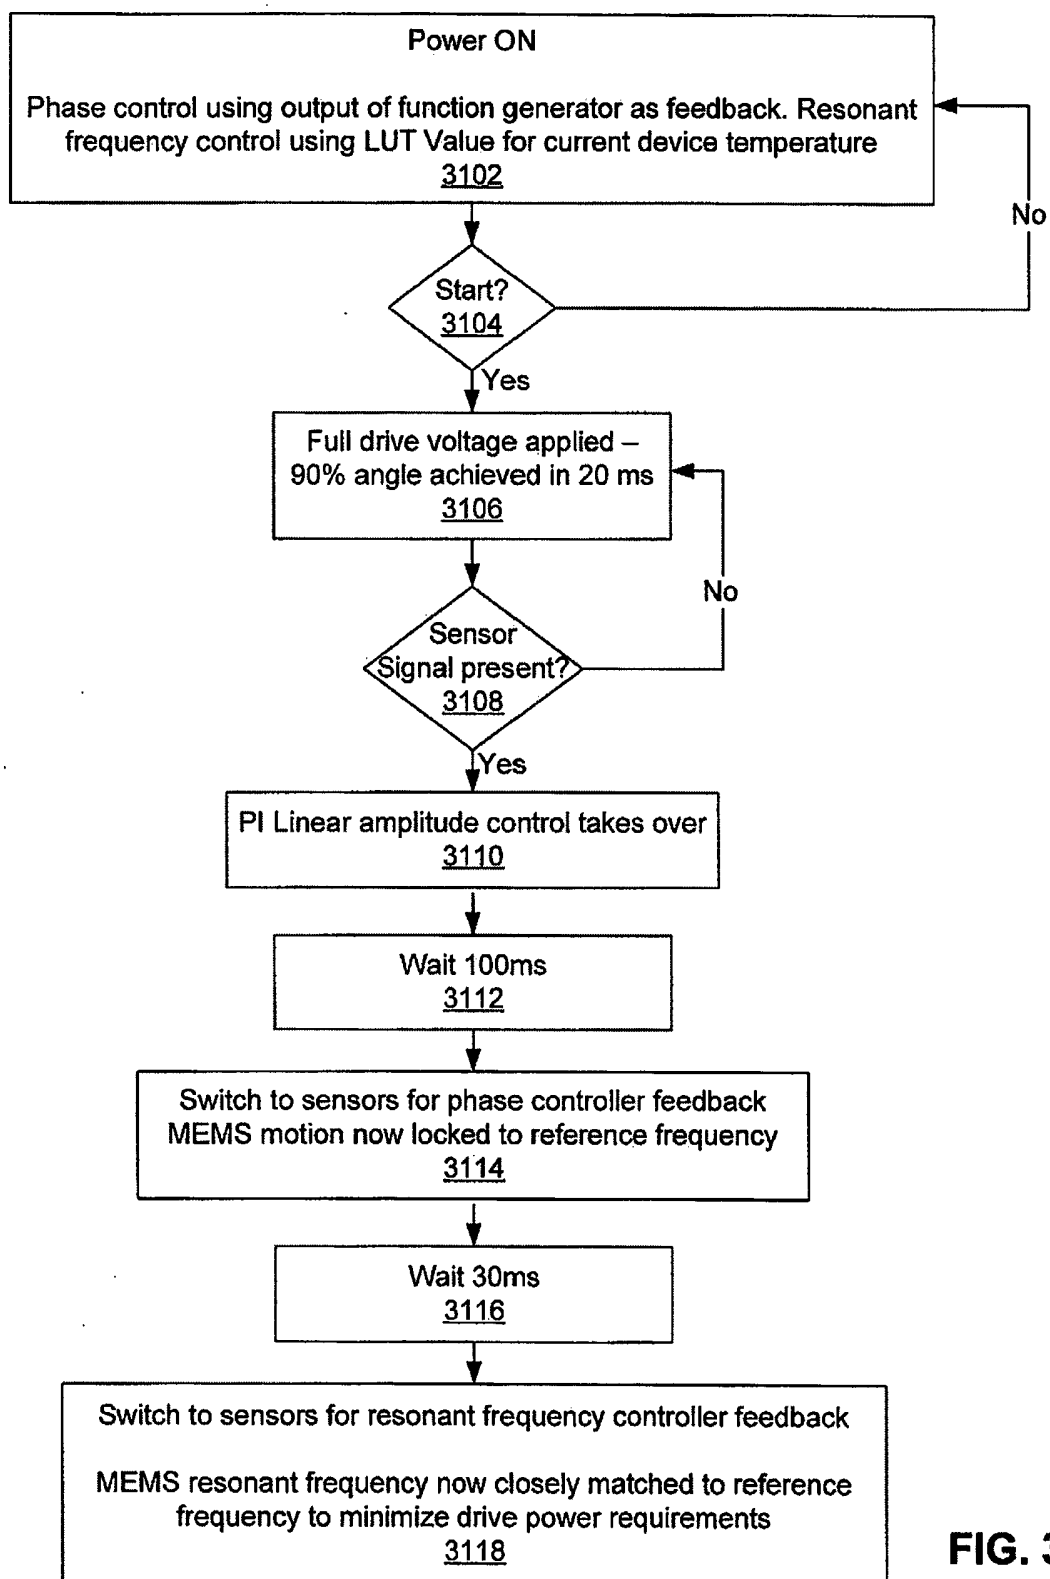 Power ON
Phase control using output of function generator as feedback. Resonant
frequency control using LUT Value for current device temperature
3102
No
Start?
3104
Yes
Full drive voltage applied –
90% angle achieved in 20 ms
3106
No
Sensor
Signal present?
3108
Yes
PI Linear amplitude control takes over
3110
Wait 100ms
3112
Switch to sensors for phase controller feedback
MEMS motion now locked to reference frequency
3114
Wait 30ms
3116
Switch to sensors for resonant frequency controller feedback
MEMS resonant frequency now closely matched to reference
frequency to minimize drive power requirements
3118
FIG.